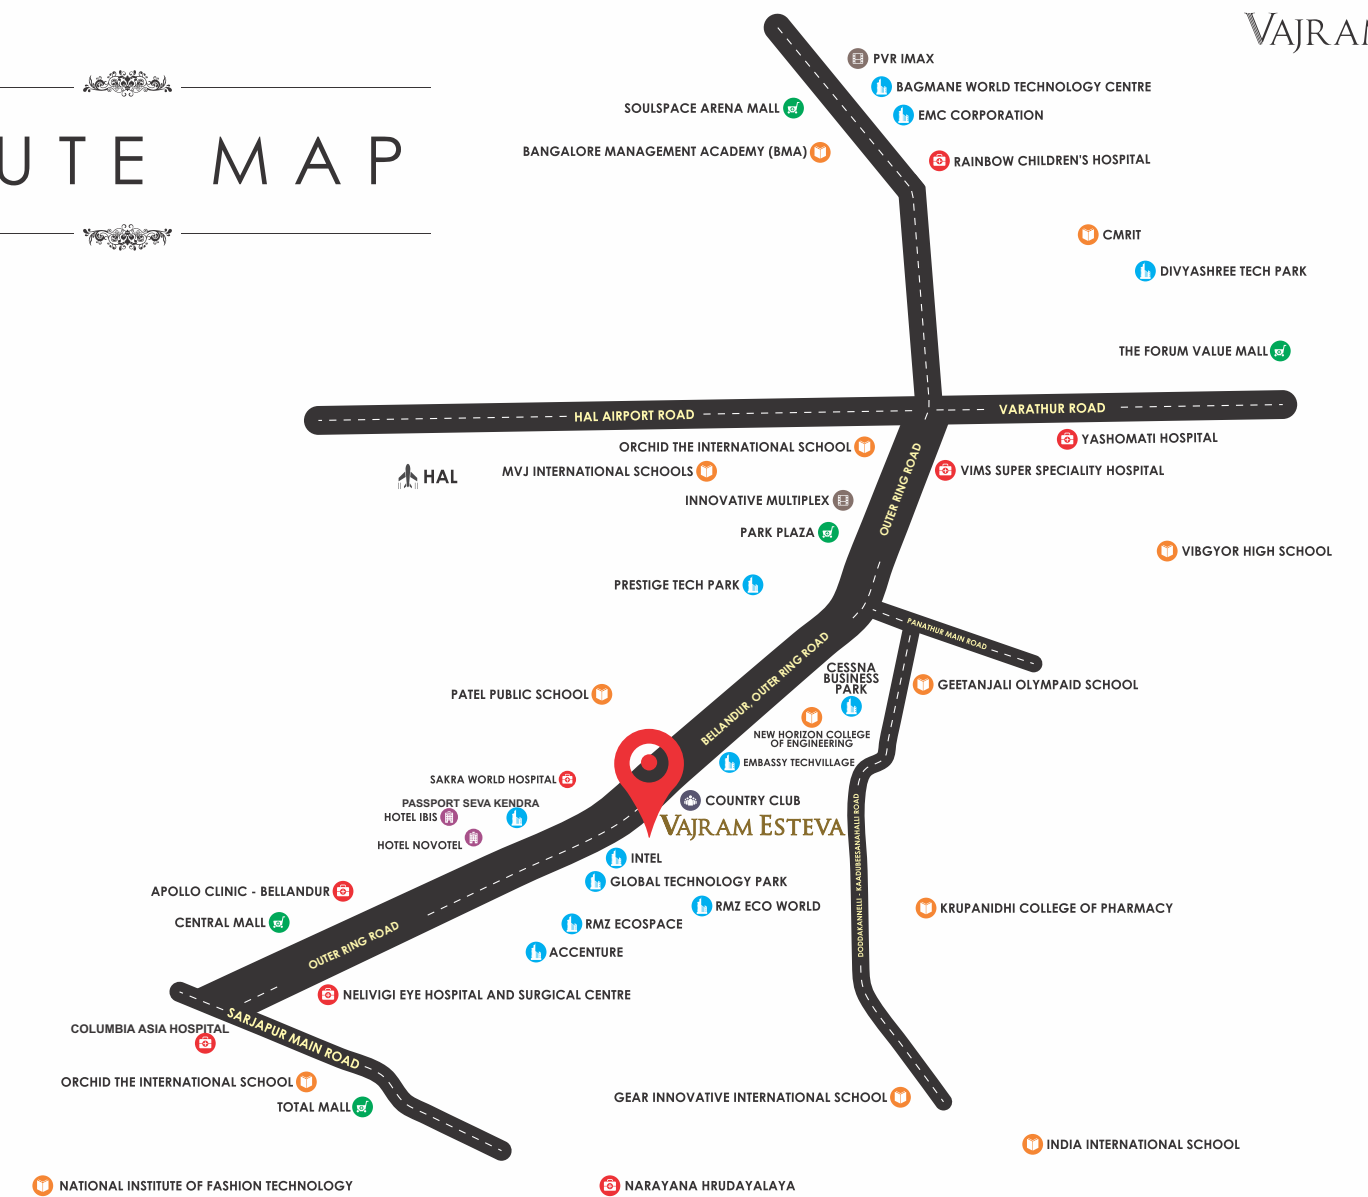 VAJRAM
UTE MAP
PVR IMAX
BAGMANE WORLD TECHNOLOGY CENTRE
SOULSPACE ARENA MALL
EMC CORPORATION
BANGALORE MANAGEMENT ACADEMY (BMA)
RAINBOW CHILDREN'S HOSPITAL
CMRIT
DIVYASHREE TECH PARK
THE FORUM VALUE MALL
HAL AIRPORT ROAD
VARATHUR ROAD
YASHOMATI HOSPITAL
ORCHID THE INTERNATIONAL SCHOOL
MVJ INTERNATIONAL SCHOOLS
VIMS SUPER SPECIALITY HOSPITAL
HAL
OUTER RING ROAD
INNOVATIVE MULTIPLEX
PARK PLAZA
VIBGYOR HIGH SCHOOL
PRESTIGE TECH PARK
PANATHUR MAIN ROAD
BELLANDUR, OUTER RING ROAD
CESSNA
BUSINESS
PARK
GEETANJALI OLYMPAID SCHOOL
PATEL PUBLIC SCHOOL
NEW HORIZON COLLEGE
OF ENGINEERING
EMBASSY TECHVILLAGE
SAKRA WORLD HOSPITAL
COUNTRY CLUB
PASSPORT SEVA KENDRA
HOTEL IBIS
VAJRAM ESTEVA
HOTEL NOVOTEL
INTEL
DODDAKANNELLI - KAADUBEESANAHALLI ROAD
GLOBAL TECHNOLOGY PARK
APOLLO CLINIC - BELLANDUR
RMZ ECO WORLD
KRUPANIDHI COLLEGE OF PHARMACY
CENTRAL MALL
RMZ ECOSPACE
OUTER RING ROAD
ACCENTURE
NELIVIGI EYE HOSPITAL AND SURGICAL CENTRE
COLUMBIA ASIA HOSPITAL
SARJAPUR MAIN ROAD
ORCHID THE INTERNATIONAL SCHOOL
GEAR INNOVATIVE INTERNATIONAL SCHOOL
TOTAL MALL
INDIA INTERNATIONAL SCHOOL
NATIONAL INSTITUTE OF FASHION TECHNOLOGY
NARAYANA HRUDAYALAYA